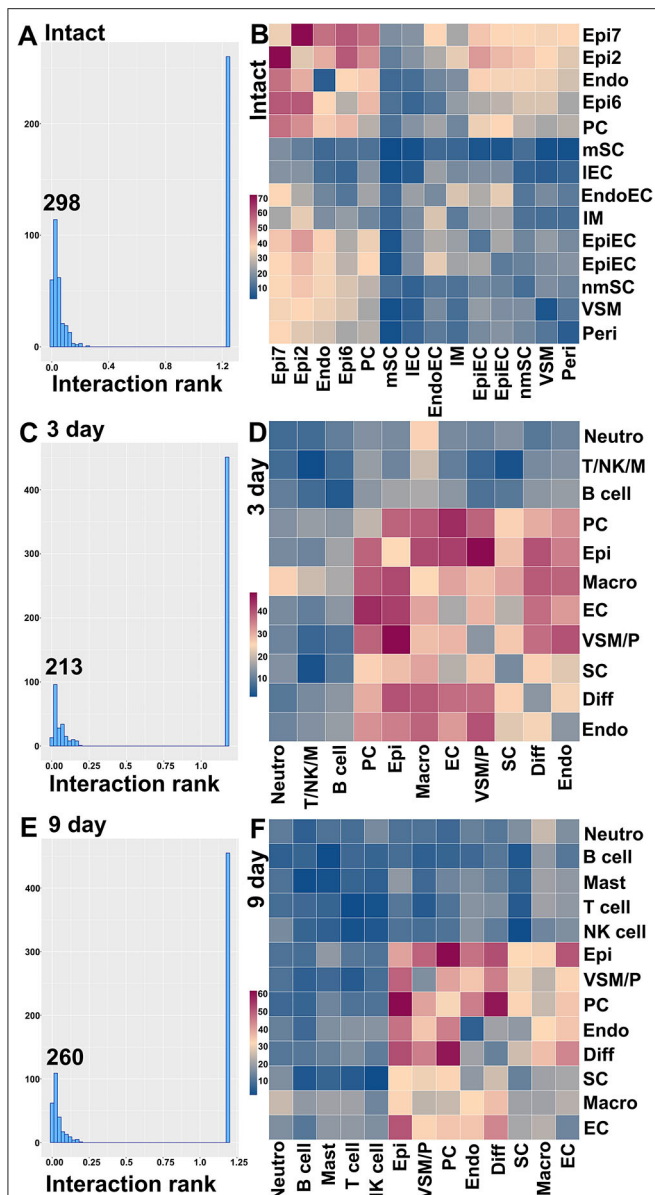 A Intact
200
100
0
298
0.0 0.4 0.8 1.2
Interaction rank
B
Intact
70
60
50
40
30
20
10
Epi7
Epi2
Endo
Epi6
PC
mSC
IEC
EndoEC
IM
EpiEC
EpiEC
nmSC
VSM
Peri
Epi7 Epi2 Endo Epi6 PC mSC IEC EndoEC IM EpiEC EpiEC nmSC VSM Peri
C 3 day
400
300
200
100
0
213
0.00 0.25 0.50 0.75 1.00
Interaction rank
D
3 day
40
30
20
10
Neutro
T/NK/M
B cell
PC
Epi
Macro
EC
VSM/P
SC
Diff
Endo
Neutro T/NK/M B cell PC Epi Macro EC VSM/P SC Diff Endo
E 9 day
400
300
200
100
0
260
0.00 0.25 0.50 0.75 1.00 1.25
Interaction rank
F
9 day
60
50
40
30
20
10
Neutro
B cell
Mast
T cell
NK cell
Epi
VSM/P
PC
Endo
Diff
SC
Macro
EC
Neutro B cell Mast T cell NK cell Epi VSM/P PC Endo Diff SC Macro EC